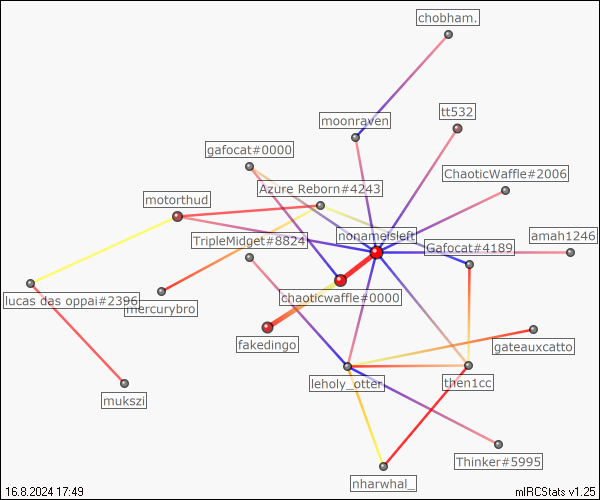 chobham.
tt532
moonraven
gafocat#0000
ChaoticWaffle#2006
Azure Reborn#4243
motorthud
nonameisleft
amah1246
TripleMidget#8824
Gafocat#4189
chaoticwaffle#0000
lucas das oppai#2396
mercurybro
fakedingo
gateauxcatto
leholy_otter
then1cc
mukszi
Thinker#5995
nharwhal_
16.8.2024 17:49
mIRCStats v1.25